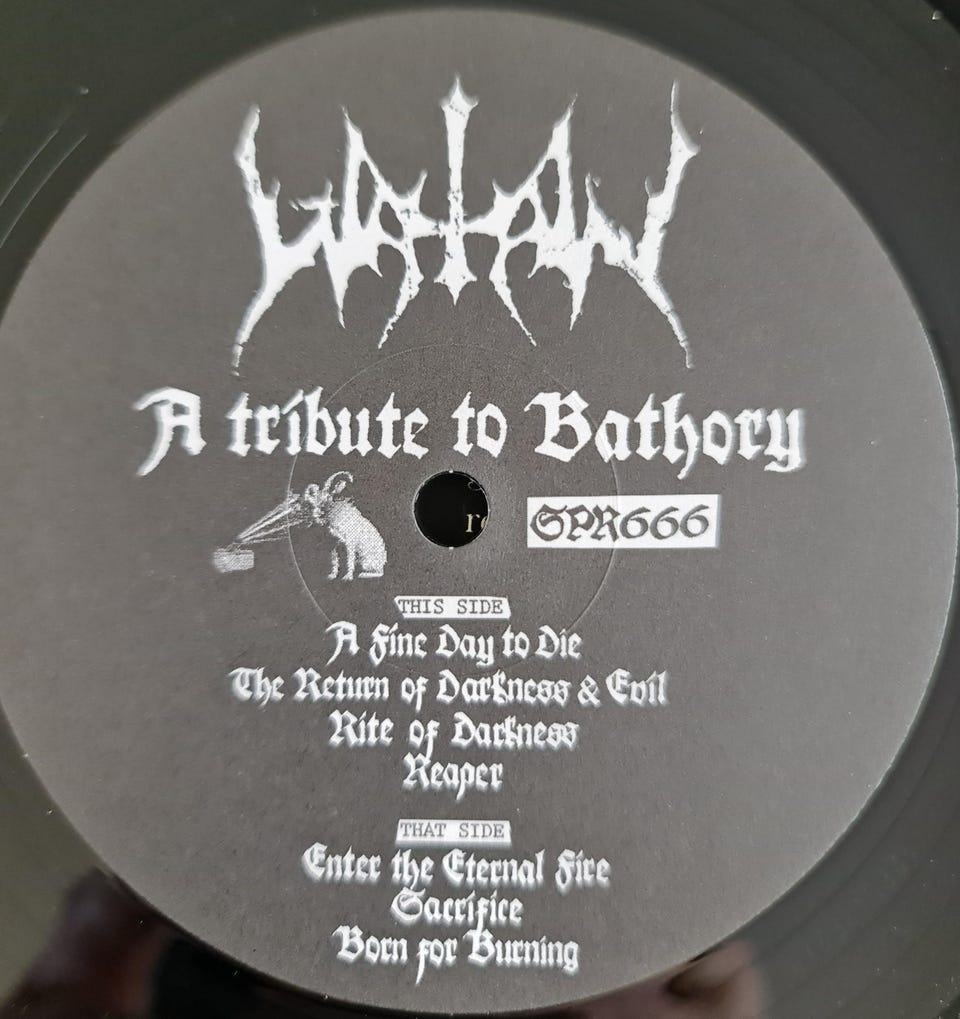 WATAIN
A tribute to Bathory
SPR666
THIS SIDE
A Fine Day to Die
The Return of Darkness & Evil
Rite of Darkness
Reaper
THAT SIDE
Enter the Eternal Fire
Sacrifice
Born for Burning